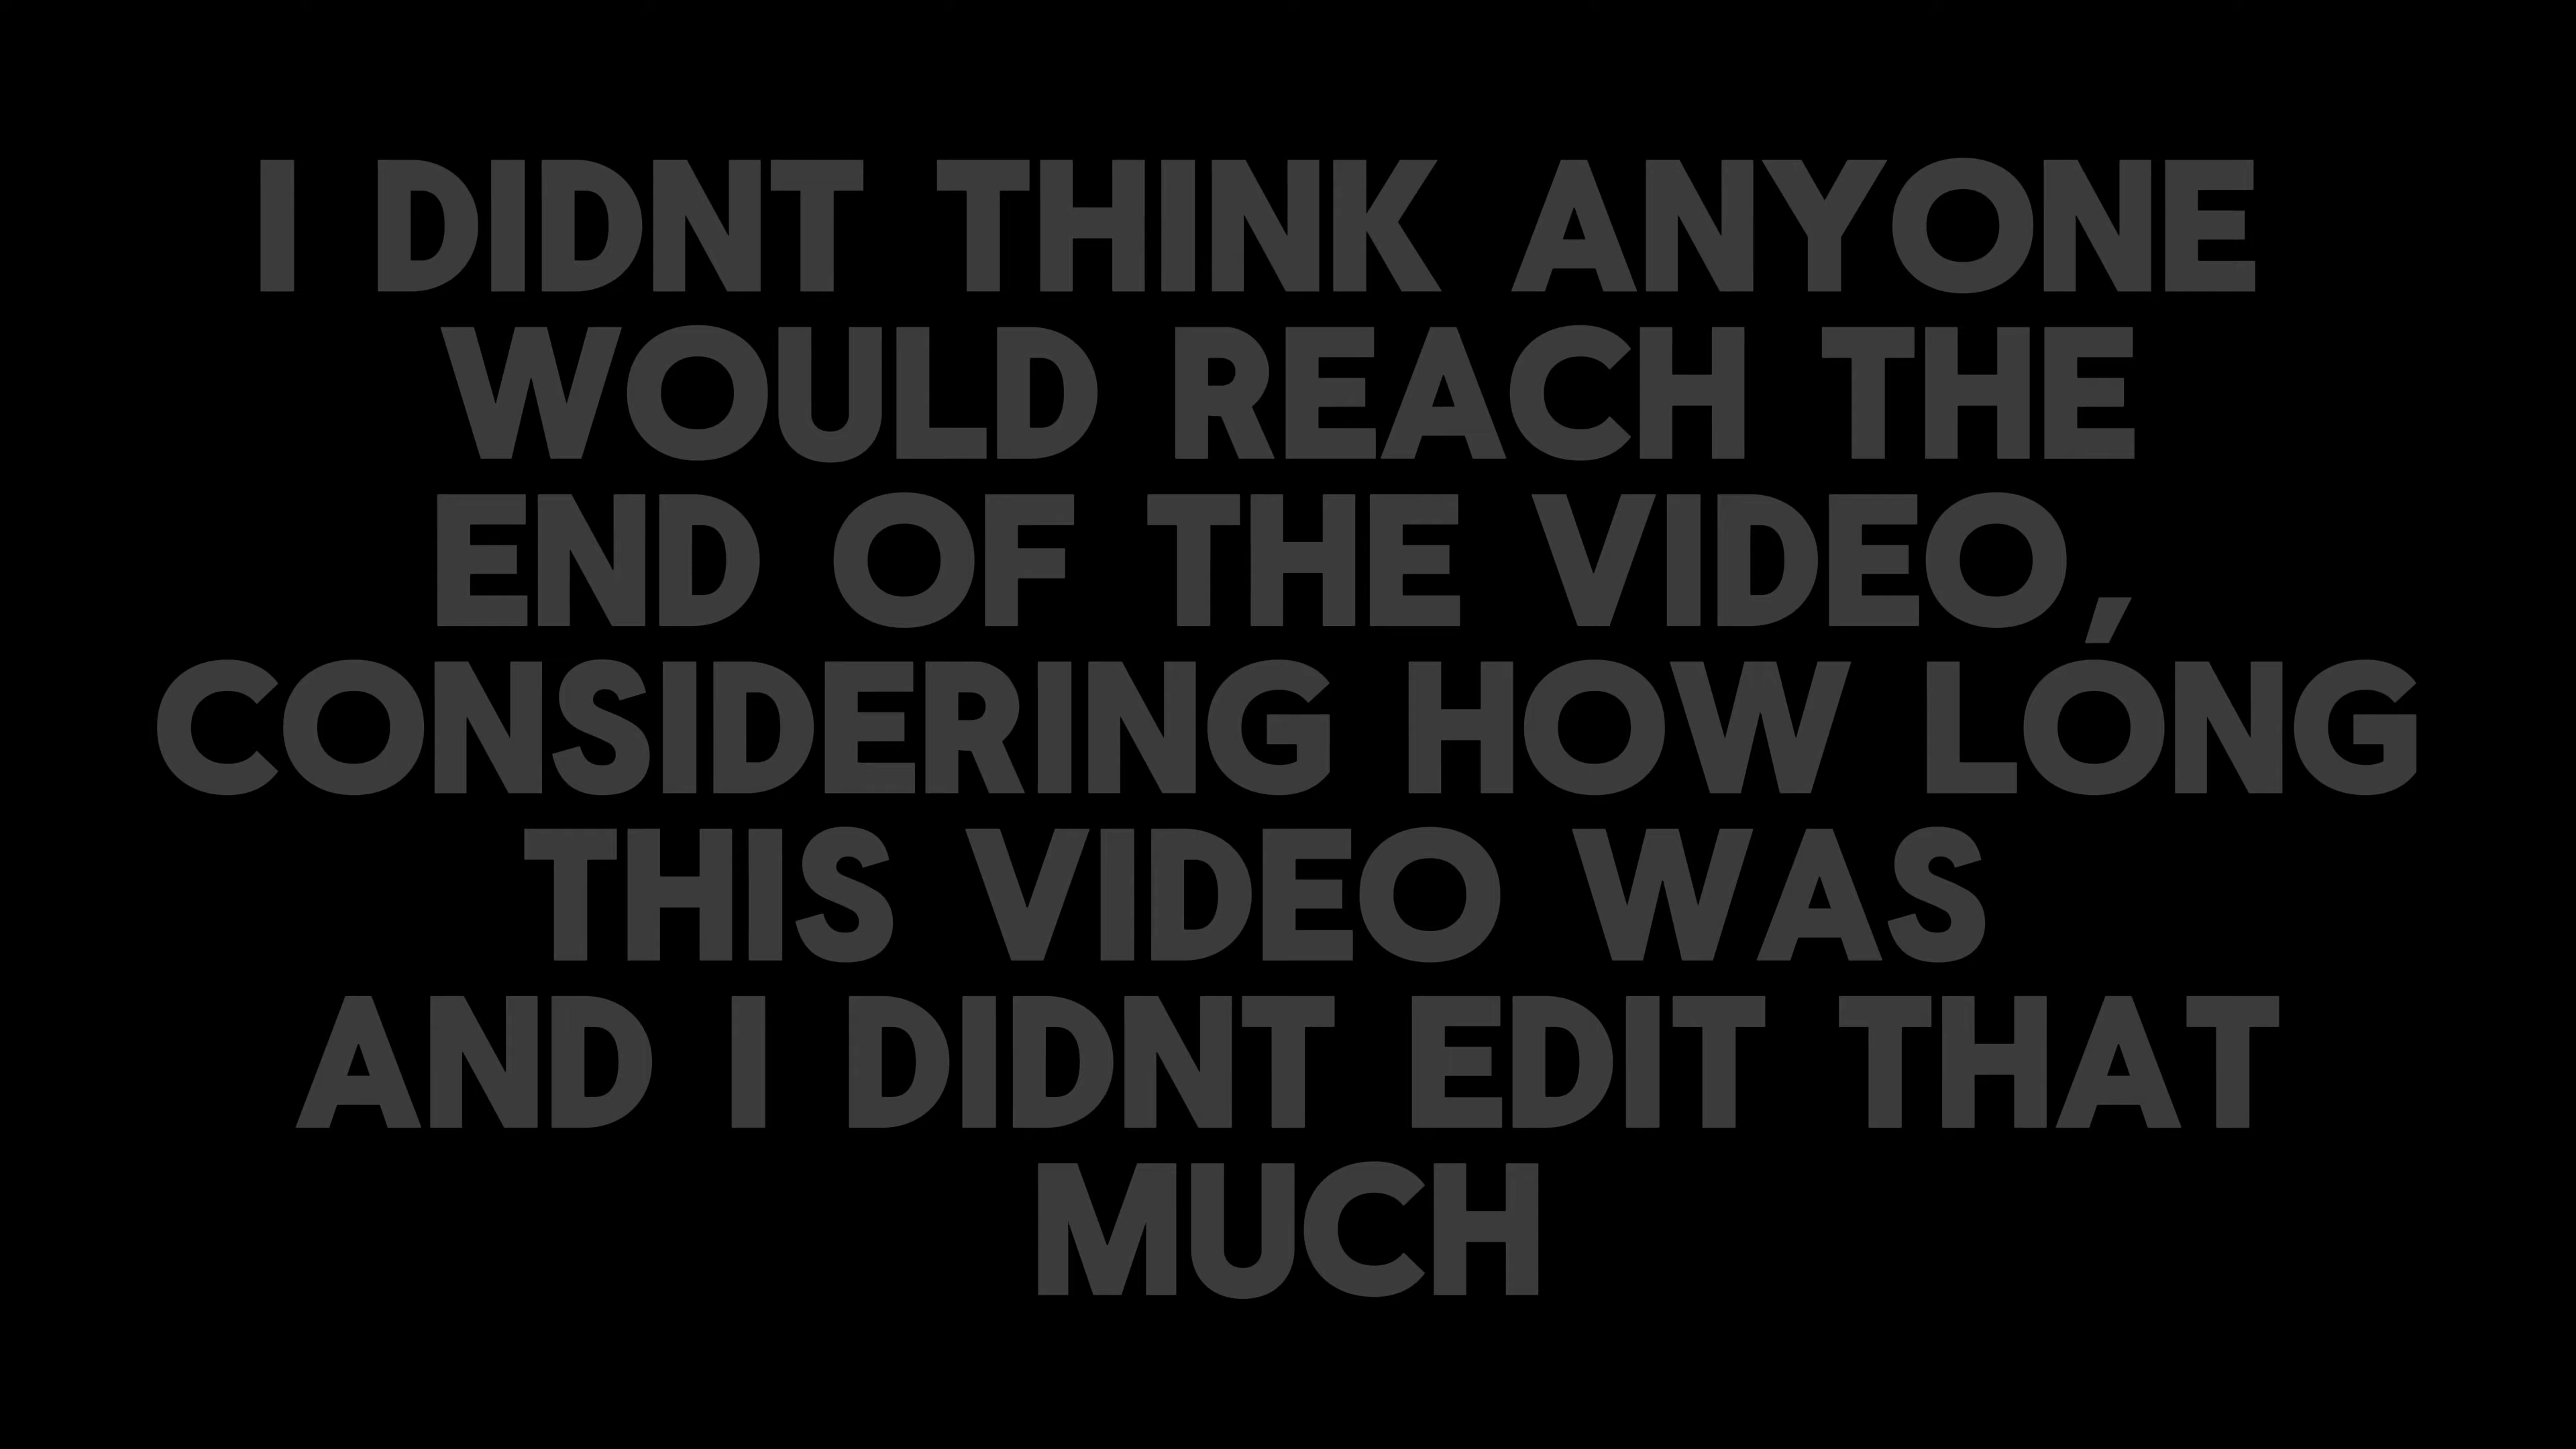 I DIDNT THINK ANYONE
WOULD REACH THE
END OF THE VIDEO,
CONSIDERING HOW LONG
THIS VIDEO WAS
AND I DIDNT EDIT THAT
MUCH